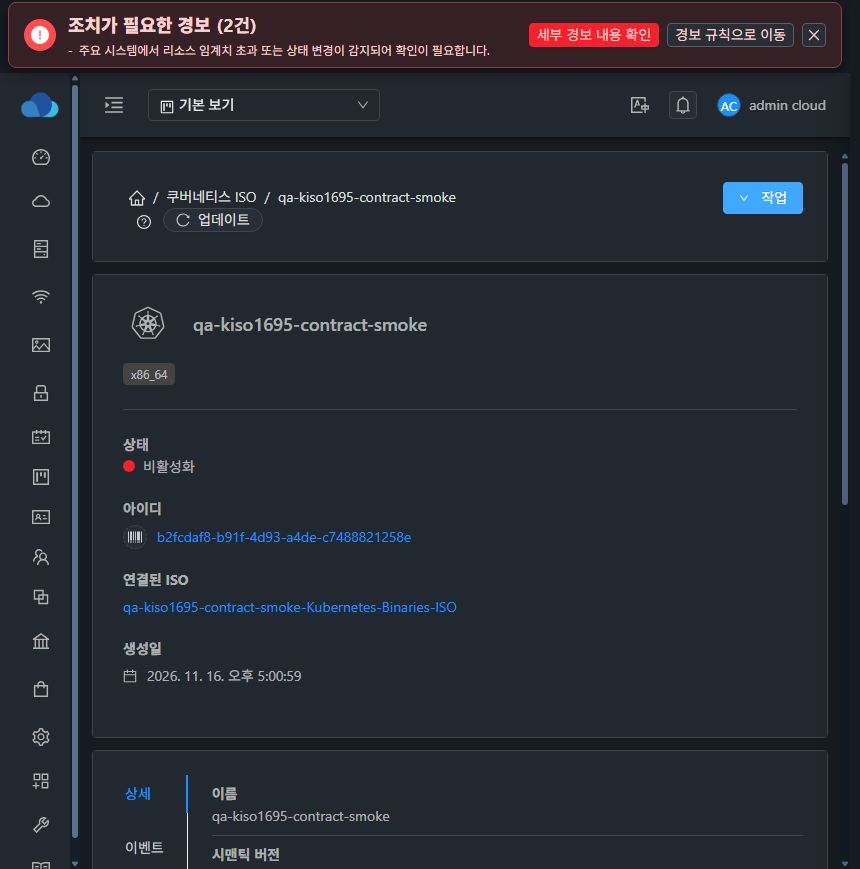 조치가 필요한 경보 (2건)
- 주요 시스템에서 리소스 임계치 초과 또는 상태 변경이 감지되어 확인이 필요합니다.
세부 경보 내용 확인
경보 규칙으로 이동
기본 보기
AC
admin cloud
/ 쿠버네티스 ISO / qa-kiso1695-contract-smoke
업데이트
작업
qa-kiso1695-contract-smoke
x86_64
상태
비활성화
아이디
b2fcdaf8-b91f-4d93-a4de-c7488821258e
연결된 ISO
qa-kiso1695-contract-smoke-Kubernetes-Binaries-ISO
생성일
2026. 11. 16. 오후 5:00:59
상세
이름
qa-kiso1695-contract-smoke
이벤트
시맨틱 버전